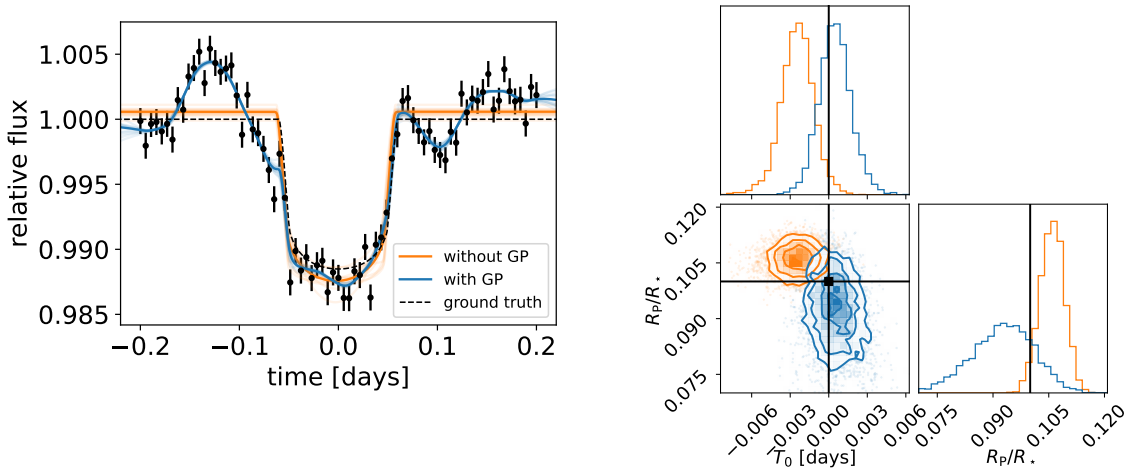 1.005
1.000
0.995
0.990
0.985
relative flux
without GP
with GP
ground truth
−0.2
−0.1
0.0
0.1
0.2
time [days]
0.120
0.105
0.090
0.075
R_P/R⋆
−0.006
−0.003
0.000
0.003
0.006
T_0 [days]
0.075
0.090
0.105
0.120
R_P/R⋆